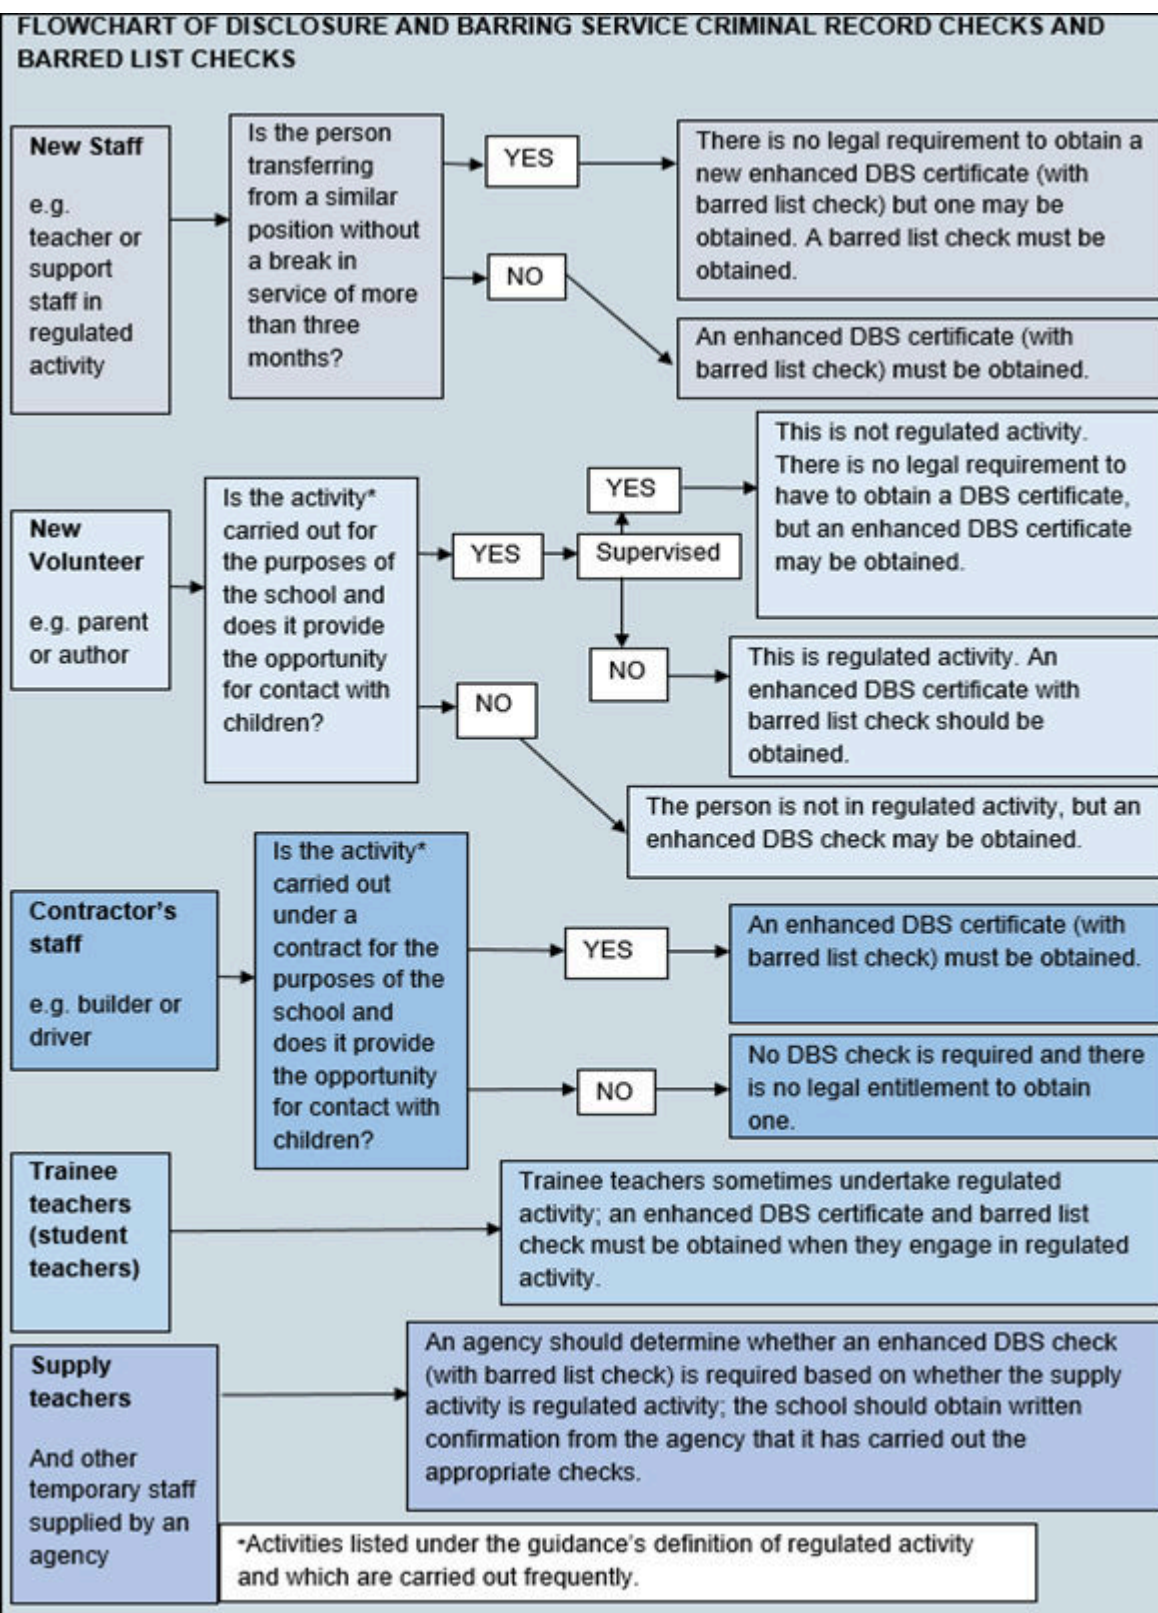 FLOWCHART OF DISCLOSURE AND BARRING SERVICE CRIMINAL RECORD CHECKS AND
BARRED LIST CHECKS
New Staff
e.g.
teacher or
support
staff in
regulated
activity
Is the person
transferring
from a similar
position without
a break in
service of more
than three
months?
YES
There is no legal requirement to obtain a
new enhanced DBS certificate (with
barred list check) but one may be
obtained. A barred list check must be
obtained.
NO
An enhanced DBS certificate (with
barred list check) must be obtained.
New
Volunteer
e.g. parent
or author
Is the activity*
carried out for
the purposes of
the school and
does it provide
the opportunity
for contact with
children?
YES
Supervised
YES
This is not regulated activity.
There is no legal requirement to
have to obtain a DBS certificate,
but an enhanced DBS certificate
may be obtained.
NO
This is regulated activity. An
enhanced DBS certificate with
barred list check should be
obtained.
NO
The person is not in regulated activity, but an
enhanced DBS check may be obtained.
Contractor's
staff
e.g. builder or
driver
Is the activity*
carried out
under a
contract for the
purposes of the
school and
does it provide
the opportunity
for contact with
children?
YES
An enhanced DBS certificate (with
barred list check) must be obtained.
NO
No DBS check is required and there
is no legal entitlement to obtain
one.
Trainee
teachers
(student
teachers)
Trainee teachers sometimes undertake regulated
activity; an enhanced DBS certificate and barred list
check must be obtained when they engage in regulated
activity.
Supply
teachers
And other
temporary staff
supplied by an
agency
An agency should determine whether an enhanced DBS check
(with barred list check) is required based on whether the supply
activity is regulated activity; the school should obtain written
confirmation from the agency that it has carried out the
appropriate checks.
*Activities listed under the guidance's definition of regulated activity
and which are carried out frequently.